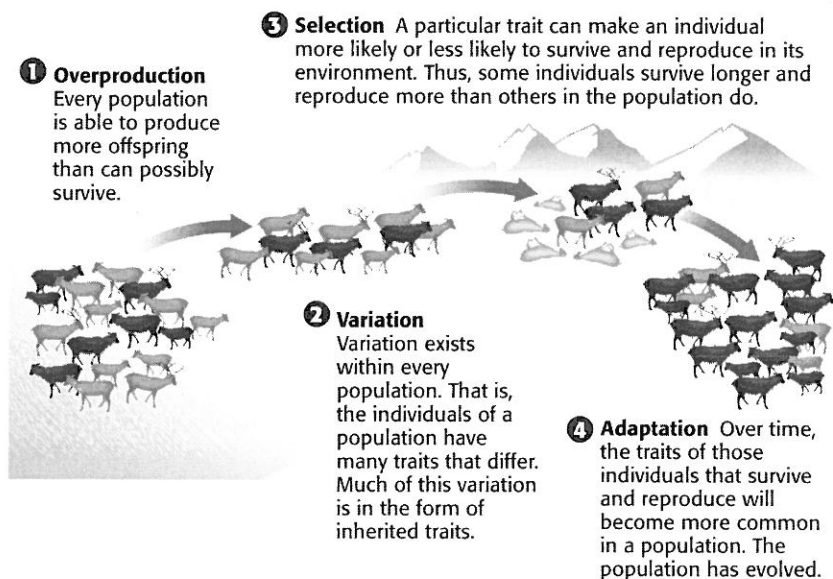 1 Overproduction
Every population
is able to produce
more offspring
than can possibly
survive.
2 Variation
Variation exists
within every
population. That is,
the individuals of a
population have
many traits that differ.
Much of this variation
is in the form of
inherited traits.
3 Selection A particular trait can make an individual
more likely or less likely to survive and reproduce in its
environment. Thus, some individuals survive longer and
reproduce more than others in the population do.
4 Adaptation Over time,
the traits of those
individuals that survive
and reproduce will
become more common
in a population. The
population has evolved.